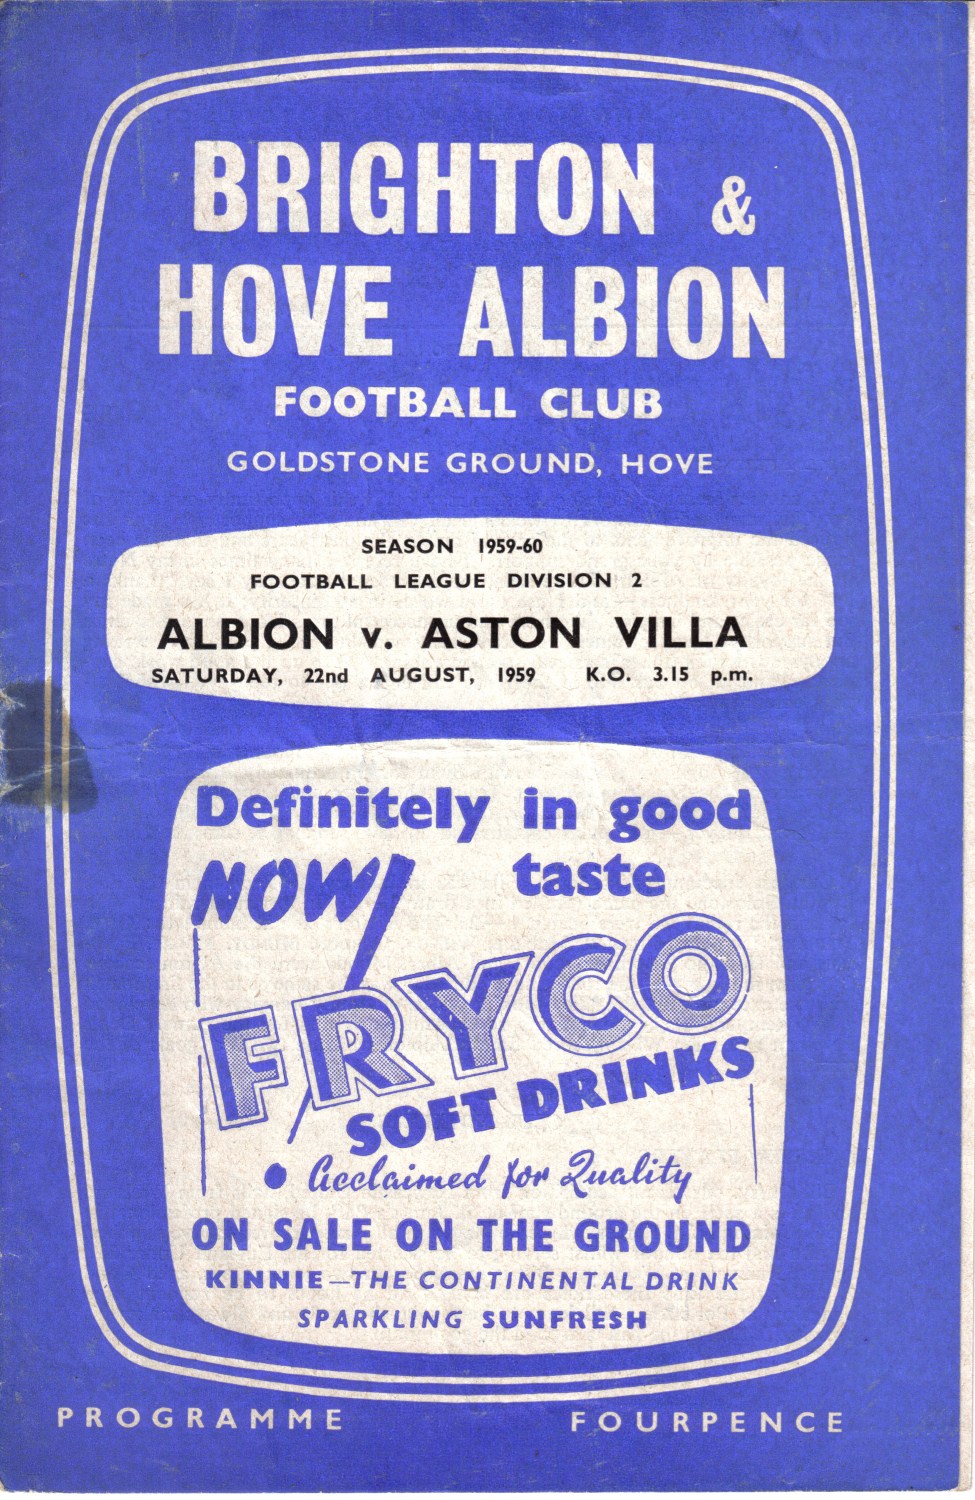 BRIGHTON &
HOVE ALBION
FOOTBALL CLUB
GOLDSTONE GROUND, HOVE
SEASON 1959-60
FOOTBALL LEAGUE DIVISION 2
ALBION v. ASTON VILLA
SATURDAY, 22nd AUGUST, 1959 K.O. 3.15 p.m.
Definitely in good
taste
NOW!
FRYCO
SOFT DRINKS
• Acclaimed for Quality
ON SALE ON THE GROUND
KINNIE—THE CONTINENTAL DRINK
SPARKLING SUNFRESH
PROGRAMME FOURPENCE